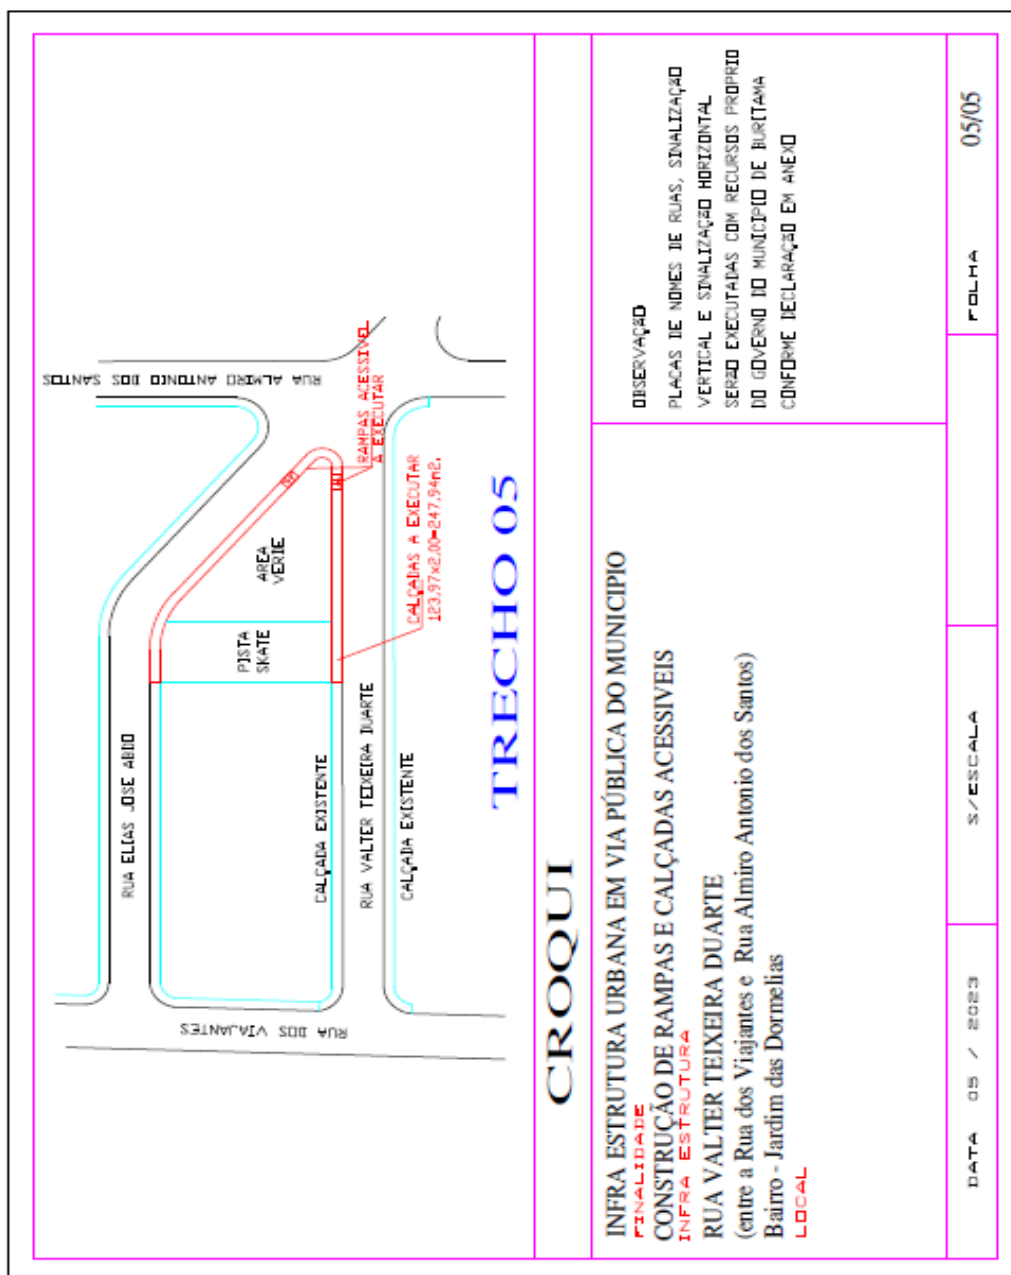 RUA ELIAS JOSE ABDO
RUA ALMIRO ANTONIO DOS SANTOS
PISTA
SKATE
AREA
VERIE
RAMPAS ACESSIVEL
A EXECUTAR
CALÇADA EXISTENTE
RUA VALTER TEIXEIRA DUARTE
CALÇADA EXISTENTE
CALÇADAS A EXECUTAR
123,97x2,00=247,94m2.
RUA DOS VIAJANTES
TRECHO 05
CROQUI
INFRA ESTRUTURA URBANA EM VIA PÚBLICA DO MUNICIPIO
FINALIDADE
CONSTRUÇÃO DE RAMPAS E CALÇADAS ACESSIVEIS
INFRA ESTRUTURA
RUA VALTER TEIXEIRA DUARTE
(entre a Rua dos Viajantes e Rua Almiro Antonio dos Santos)
Bairro - Jardim das Dormelias
LOCAL
OBSERVAÇÃO
PLACAS DE NOMES DE RUAS, SINALIZAÇÃO
VERTICAL E SINALIZAÇÃO HORIZONTAL
SERÃO EXECUTADAS COM RECURSOS PROPRIO
DO GOVERNO DO MUNICIPIO DE BURITAMA
CONFORME DECLARAÇÃO EM ANEXO
DATA 05 / 2023
S/ESCALA
FOLHA 05/05